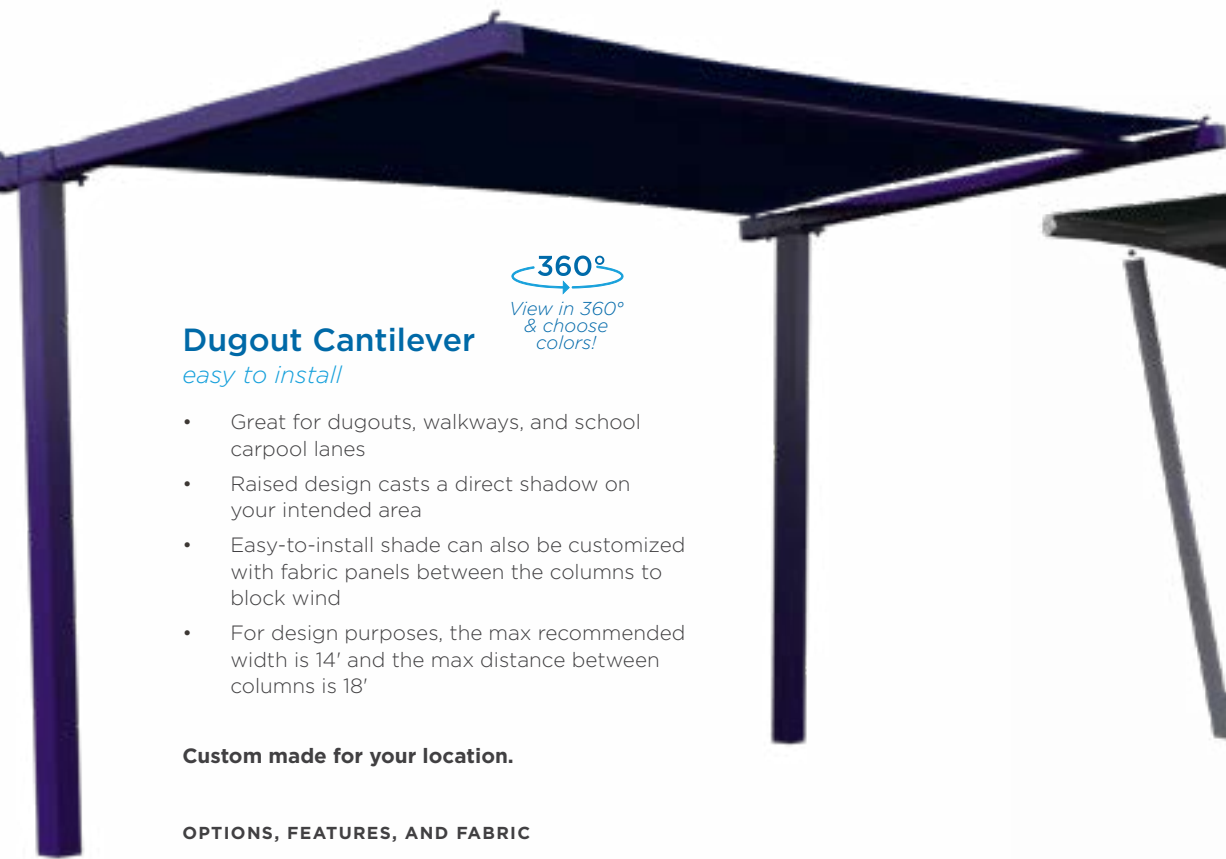 360°
View in 360°
& choose
colors!
Dugout Cantilever
easy to install
• Great for dugouts, walkways, and school
carpool lanes
• Raised design casts a direct shadow on
your intended area
• Easy-to-install shade can also be customized
with fabric panels between the columns to
block wind
• For design purposes, the max recommended
width is 14' and the max distance between
columns is 18'
Custom made for your location.
OPTIONS, FEATURES, AND FABRIC